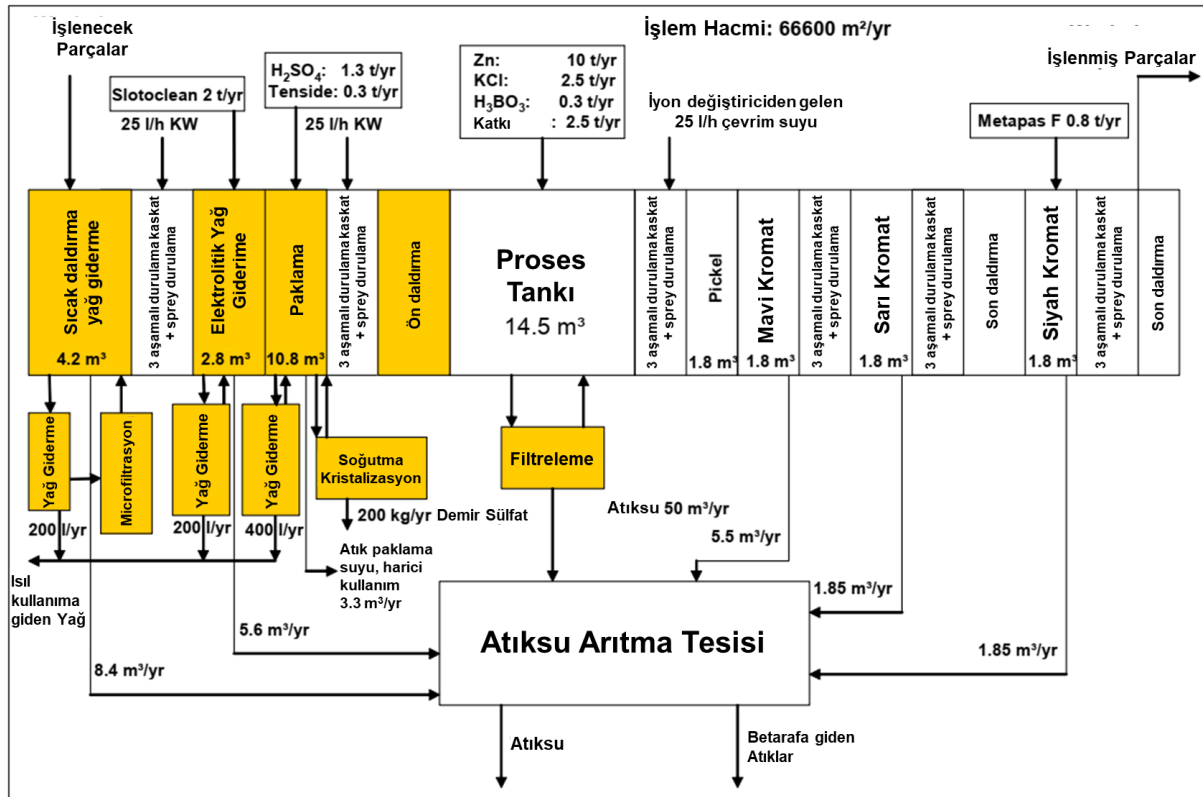 İşlenecek
Parçalar
İşlem Hacmi: 66600 m²/yr
İşlenmiş Parçalar
Slotoclean 2 t/yr
25 l/h KW
H₂SO₄: 1.3 t/yr
Tenside: 0.3 t/yr
25 l/h KW
Zn: 10 t/yr
KCl: 2.5 t/yr
H₃BO₃: 0.3 t/yr
Katkı : 2.5 t/yr
İyon değiştiriciden gelen
25 l/h çevrim suyu
Metapas F 0.8 t/yr
Sıcak daldırma
yağ giderme
4.2 m³
3 aşamalı durulama kaskat
+ sprey durulama
Elektrolitik Yağ
Giderime
2.8 m³
Paklama
10.8 m³
3 aşamalı durulama kaskat
+ sprey durulama
Ön daldırma
Proses
Tankı
14.5 m³
3 aşamalı durulama kaskat
+ sprey durulama
Pickel
1.8 m³
Mavi Kromat
1.8 m³
3 aşamalı durulama kaskat
+ sprey durulama
Sarı Kromat
1.8 m³
3 aşamalı durulama kaskat
+ sprey durulama
Son daldırma
Siyah Kromat
1.8 m³
3 aşamalı durulama kaskat
+ sprey durulama
Son daldırma
Yağ Giderme
Microfiltrasyon
Yağ Giderme
Yağ Giderme
Soğutma
Kristalizasyon
Filtreleme
200 l/yr
200 l/yr
400 l/yr
200 kg/yr Demir Sülfat
Atıksu 50 m³/yr
5.5 m³/yr
Isıl
kullanıma
giden Yağ
Atık paklama
suyu, harici
kullanım
3.3 m³/yr
1.85 m³/yr
5.6 m³/yr
8.4 m³/yr
Atıksu Arıtma Tesisi
1.85 m³/yr
Atıksu
Betarafa giden
Atıklar